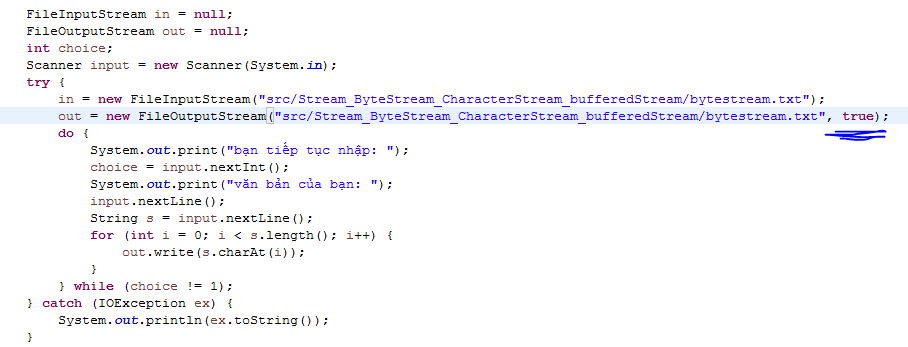 FileInputStream in = null;
FileOutputStream out = null;
int choice;
Scanner input = new Scanner(System.in);
try {
    in = new FileInputStream("src/Stream_ByteStream_CharacterStream_bufferedStream/bytestream.txt");
    out = new FileOutputStream("src/Stream_ByteStream_CharacterStream_bufferedStream/bytestream.txt", true);
    do {
        System.out.print("bạn tiếp tục nhập: ");
        choice = input.nextInt();
        System.out.print("văn bản của bạn: ");
        input.nextLine();
        String s = input.nextLine();
        for (int i = 0; i < s.length(); i++) {
            out.write(s.charAt(i));
        }
    } while (choice != 1);
} catch (IOException ex) {
    System.out.println(ex.toString());
}